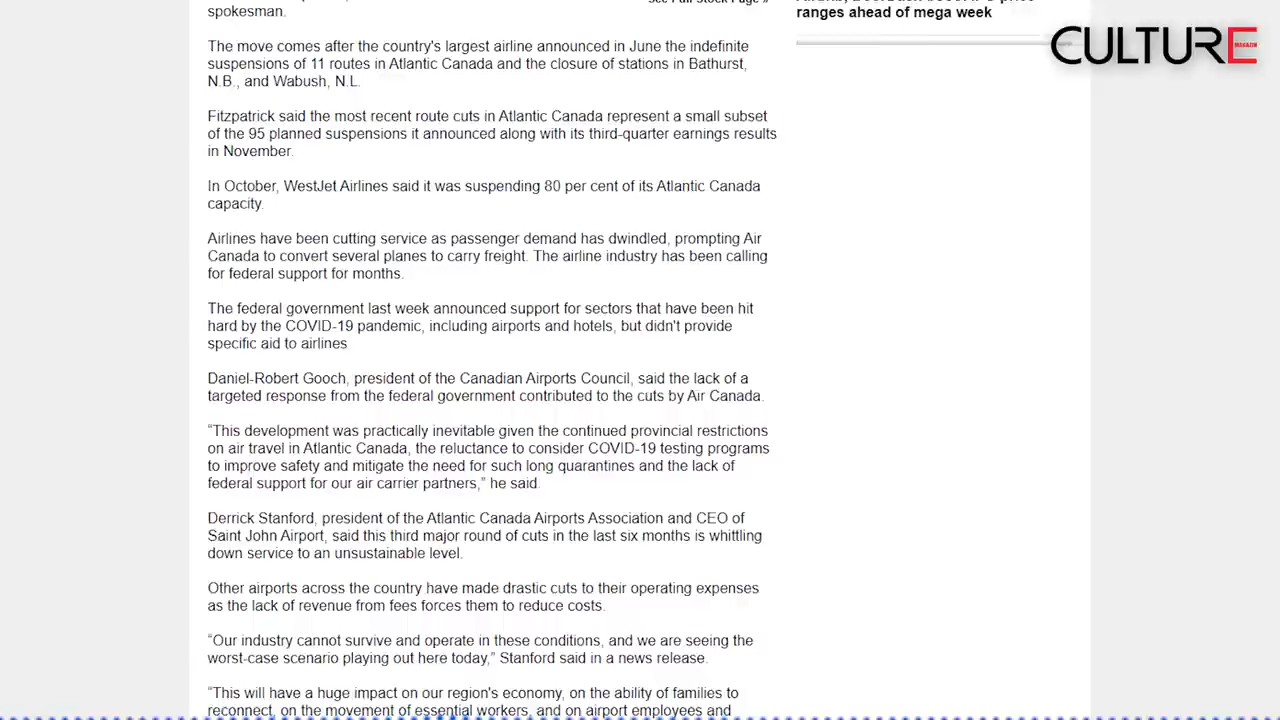 spokesman.
ranges ahead of mega week
CULTURE
MAGAZIN
The move comes after the country's largest airline announced in June the indefinite
suspensions of 11 routes in Atlantic Canada and the closure of stations in Bathurst,
N.B., and Wabush, N.L.
Fitzpatrick said the most recent route cuts in Atlantic Canada represent a small subset
of the 95 planned suspensions it announced along with its third-quarter earnings results
in November.
In October, WestJet Airlines said it was suspending 80 per cent of its Atlantic Canada
capacity.
Airlines have been cutting service as passenger demand has dwindled, prompting Air
Canada to convert several planes to carry freight. The airline industry has been calling
for federal support for months.
The federal government last week announced support for sectors that have been hit
hard by the COVID-19 pandemic, including airports and hotels, but didn't provide
specific aid to airlines
Daniel-Robert Gooch, president of the Canadian Airports Council, said the lack of a
targeted response from the federal government contributed to the cuts by Air Canada.
“This development was practically inevitable given the continued provincial restrictions
on air travel in Atlantic Canada, the reluctance to consider COVID-19 testing programs
to improve safety and mitigate the need for such long quarantines and the lack of
federal support for our air carrier partners,” he said.
Derrick Stanford, president of the Atlantic Canada Airports Association and CEO of
Saint John Airport, said this third major round of cuts in the last six months is whittling
down service to an unsustainable level.
Other airports across the country have made drastic cuts to their operating expenses
as the lack of revenue from fees forces them to reduce costs.
“Our industry cannot survive and operate in these conditions, and we are seeing the
worst-case scenario playing out here today,” Stanford said in a news release.
“This will have a huge impact on our region's economy, on the ability of families to
reconnect, on the movement of essential workers, and on airport employees and